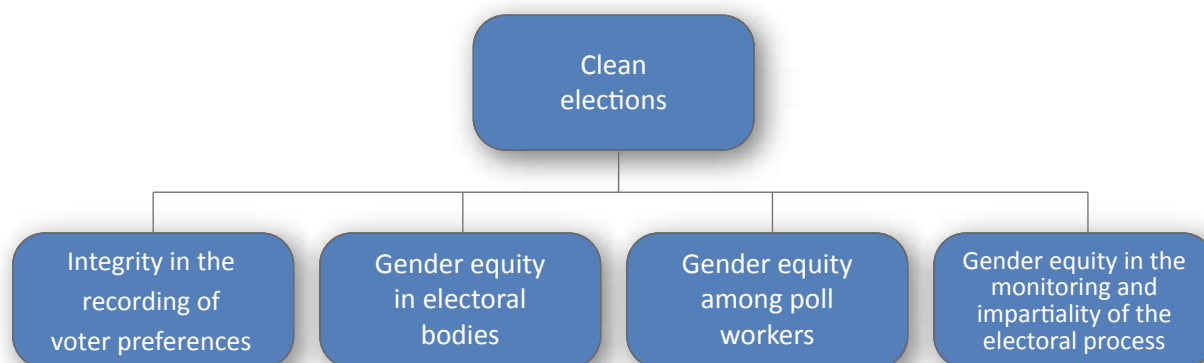 Clean
elections
Integrity in the
recording of
voter preferences
Gender equity
in electoral
bodies
Gender equity
among poll
workers
Gender equity in the
monitoring and
impartiality of the
electoral process